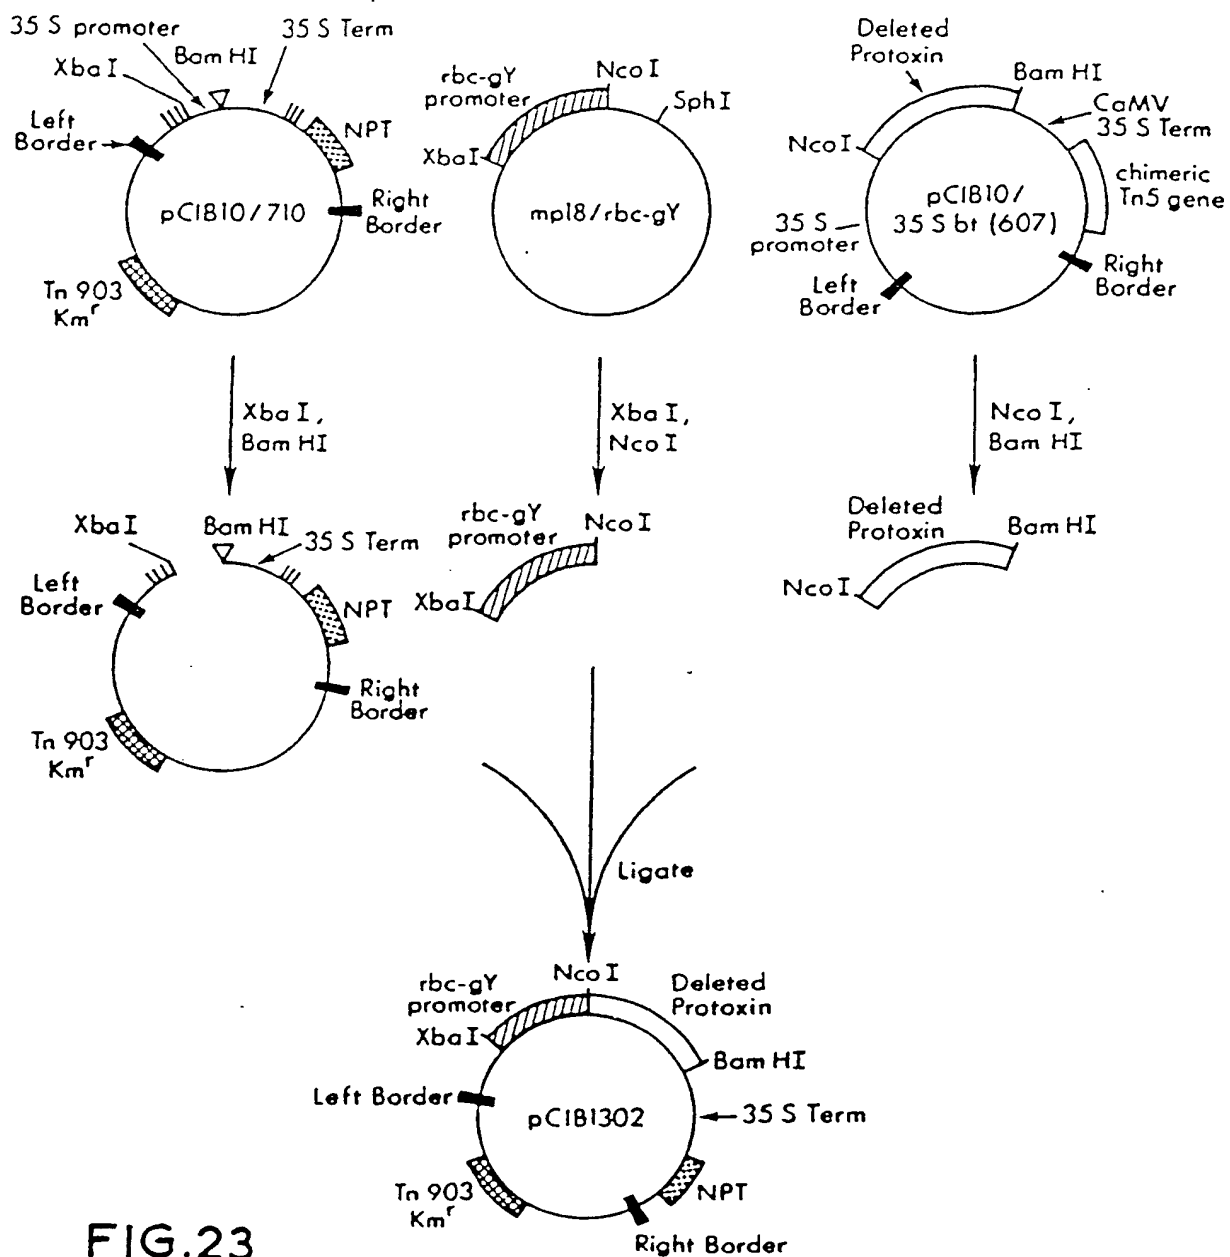 35 S promoter
Bam HI
35 S Term
Xba I
Left
Border
NPT
Right
Border
pCIB10/710
Tn 903
Km^r
rbc-gY
promoter
Nco I
Sph I
Xba I
mp18/rbc-gY
Deleted
Protoxin
Bam HI
CaMV
35 S Term
Nco I
chimeric
Tn5 gene
pCIB10/
35 S bt (607)
35 S
promoter
Left
Border
Right
Border
Xba I,
Bam HI
Xba I,
Nco I
Nco I,
Bam HI
Xba I
Bam HI
35 S Term
Left
Border
NPT
Right
Border
Tn 903
Km^r
rbc-gY
promoter
Nco I
Xba I
Deleted
Protoxin
Bam HI
Nco I
Ligate
Nco I
rbc-gY
promoter
Deleted
Protoxin
Xba I
Bam HI
Left Border
pCIB1302
35 S Term
Tn 903
Km^r
NPT
Right Border
FIG.23